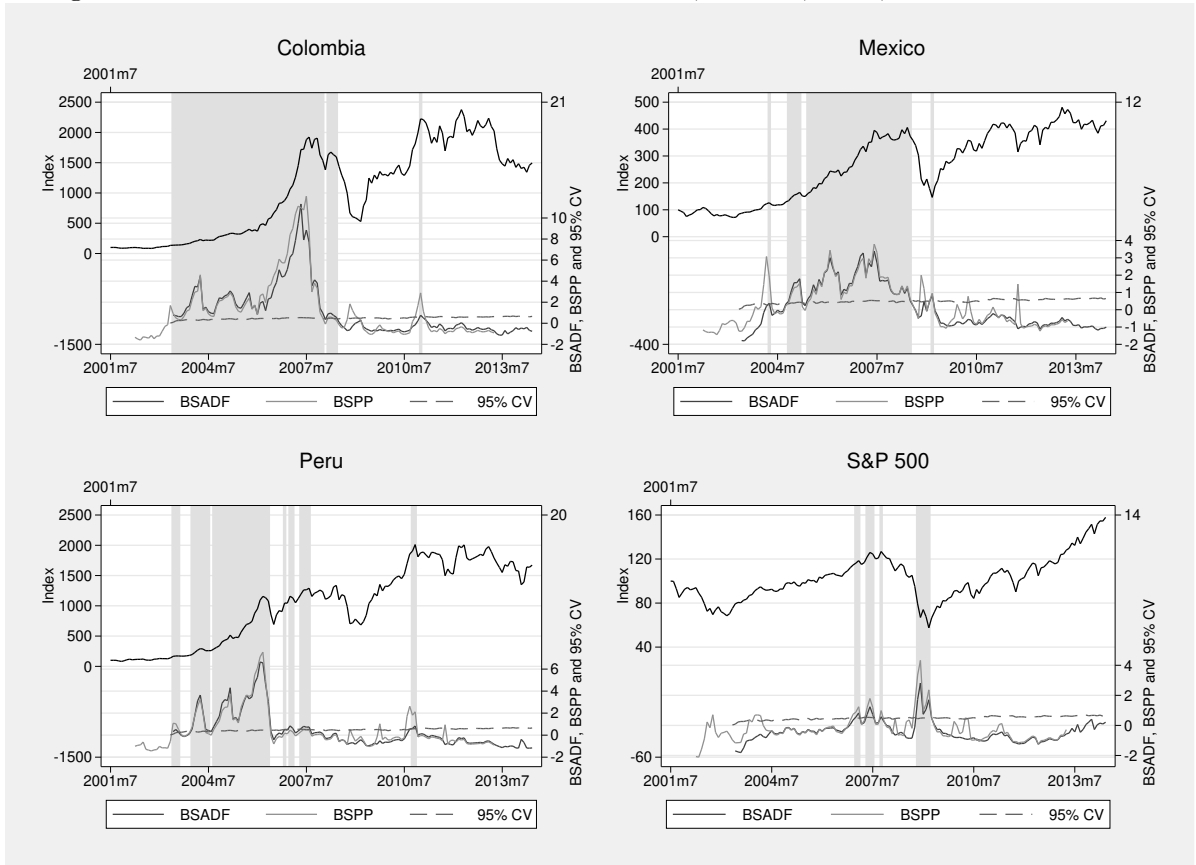 Colombia
2001m7
2500
2000
1500
1000
500
0
-1500
Index
21
10
8
6
4
2
0
-2
BSADF, BSPP and 95% CV
2001m7 2004m7 2007m7 2010m7 2013m7
BSADF BSPP 95% CV
Mexico
2001m7
500
400
300
200
100
0
-400
Index
12
4
3
2
1
0
-1
-2
BSADF, BSPP and 95% CV
2001m7 2004m7 2007m7 2010m7 2013m7
BSADF BSPP 95% CV
Peru
2001m7
2500
2000
1500
1000
500
0
-1500
Index
20
6
4
2
0
-2
BSADF, BSPP and 95% CV
2001m7 2004m7 2007m7 2010m7 2013m7
BSADF BSPP 95% CV
S&P 500
2001m7
160
120
80
40
-60
Index
14
4
2
0
-2
BSADF, BSPP and 95% CV
2001m7 2004m7 2007m7 2010m7 2013m7
BSADF BSPP 95% CV